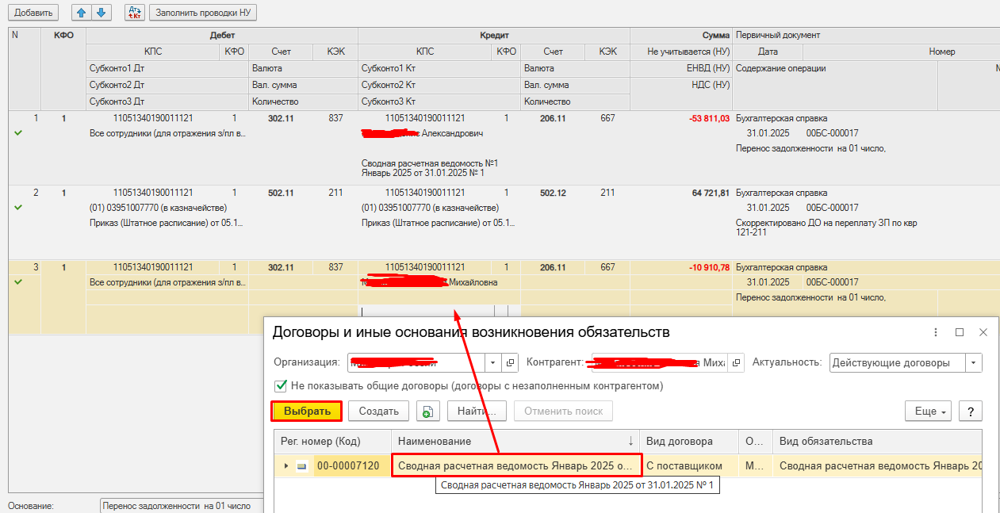 Добавить
Дт Кт
Заполнить проводки НУ
N КФО Дебет Кредит Сумма Первичный документ
КПС КФО Счет КЭК КПС КФО Счет КЭК Не учитывается (НУ) Дата Номер
Субконто1 Дт Валюта Субконто1 Кт Валюта ЕНВД (НУ) Содержание операции
Субконто2 Дт Вал. сумма Субконто2 Кт Вал. сумма НДС (НУ)
Субконто3 Дт Количество Субконто3 Кт Количество
1 1 11051340190011121 1 302.11 837 11051340190011121 1 206.11 667 -53 811,03 Бухгалтерская справка
Все сотрудники (для отражения з/пл в... Александрович 31.01.2025 00БС-000017
Перенос задолженности на 01 число,
Сводная расчетная ведомость №1
Январь 2025 от 31.01.2025 № 1
2 1 11051340190011121 1 502.11 211 11051340190011121 1 502.12 211 64 721,81 Бухгалтерская справка
(01) 03951007770 (в казначействе) (01) 03951007770 (в казначействе) 31.01.2025 00БС-000017
Приказ (Штатное расписание) от 05.1... Приказ (Штатное расписание) от 05.1... Скорректировано ДО на переплату ЗП по квр
121-211
3 1 11051340190011121 1 302.11 837 11051340190011121 1 206.11 667 -10 910,78 Бухгалтерская справка
Все сотрудники (для отражения з/пл в... Михайловна 31.01.2025 00БС-000017
Перенос задолженности на 01 число,
Договоры и иные основания возникновения обязательств
Организация: Контрагент: Миха Актуальность: Действующие договоры
Не показывать общие договоры (договоры с незаполненным контрагентом)
Выбрать Создать Найти... Отменить поиск Еще ?
Рег. номер (Код) Наименование ↓ Вид договора О... Вид обязательства
00-00007120 Сводная расчетная ведомость Январь 2025 о... С поставщиком М... Сводная расчетная ведомость Январь 20
Сводная расчетная ведомость Январь 2025 от 31.01.2025 № 1
Основание: Перенос задолженности на 01 число